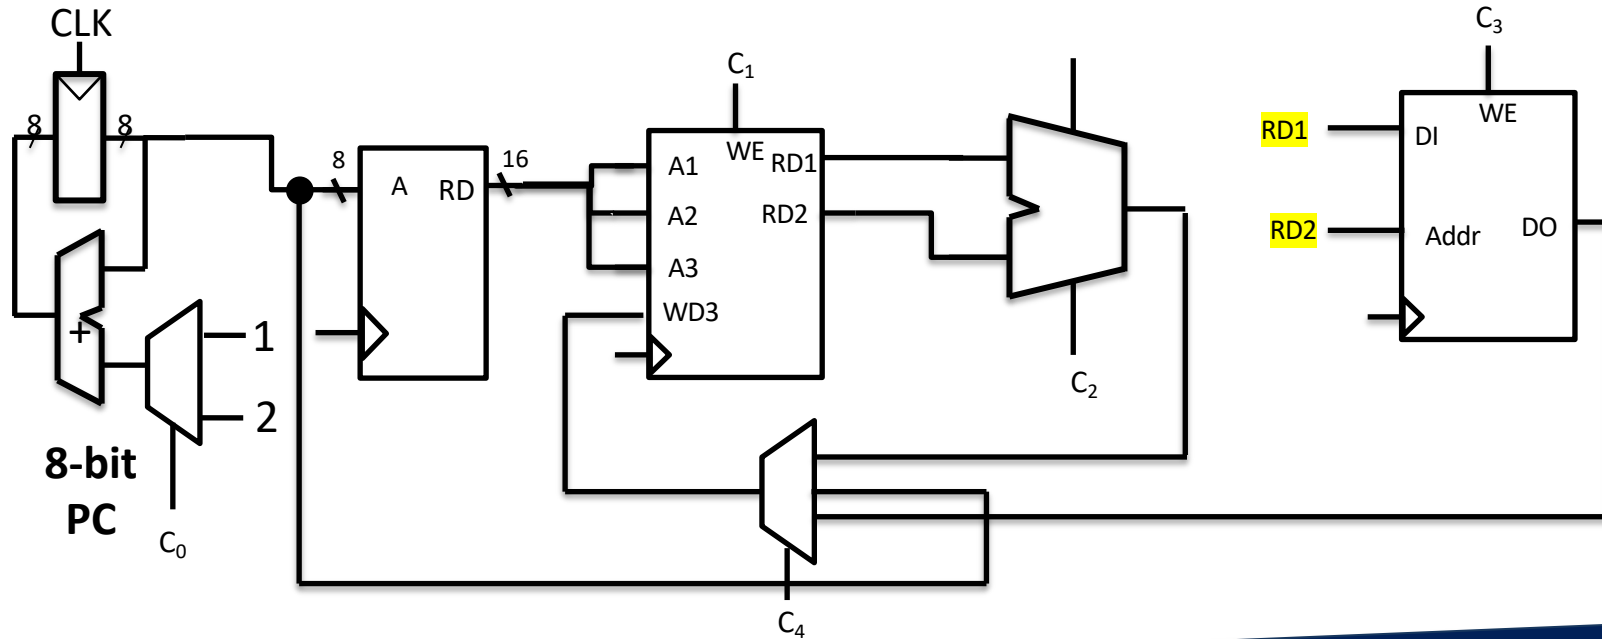 CLK
8
8
+
1
2
8-bit
PC
C₀
8
A
RD
16
C₁
WE
A1
RD1
A2
RD2
A3
WD3
C₂
C₄
C₃
WE
RD1
DI
RD2
Addr
DO